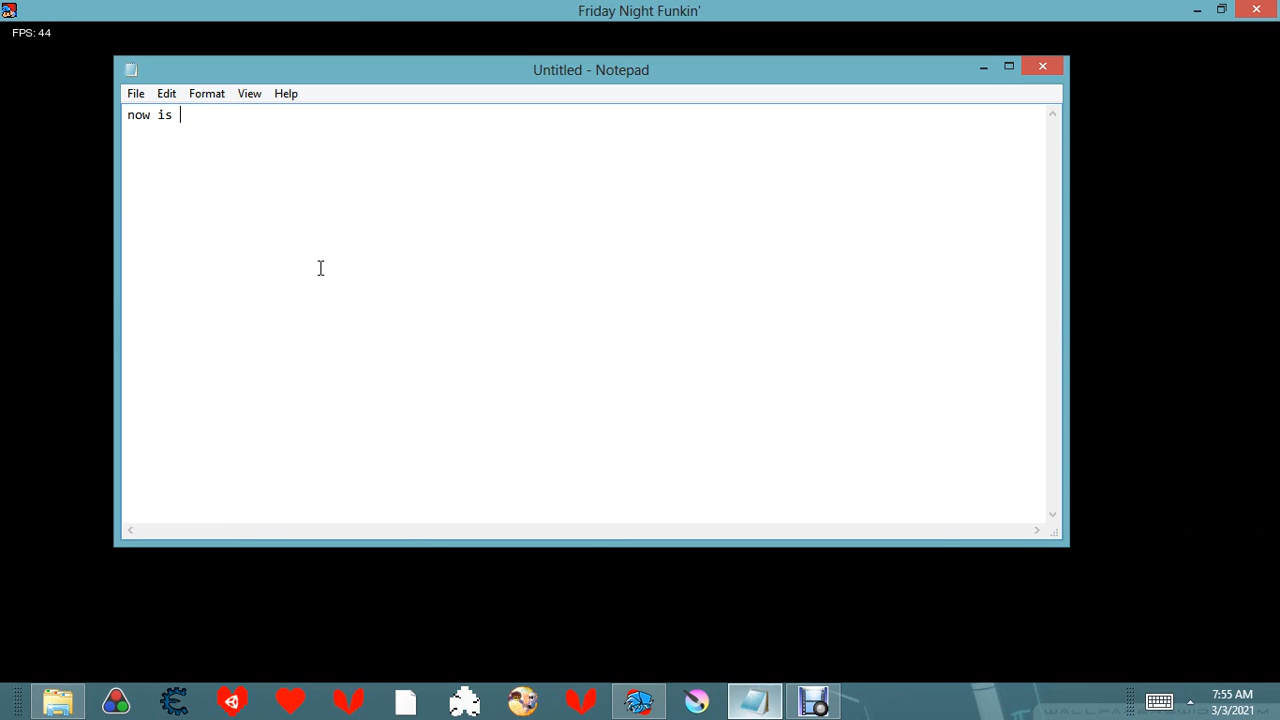 Friday Night Funkin'
FPS: 44
Untitled - Notepad
File Edit Format View Help
now is
7:55 AM
3/3/2021